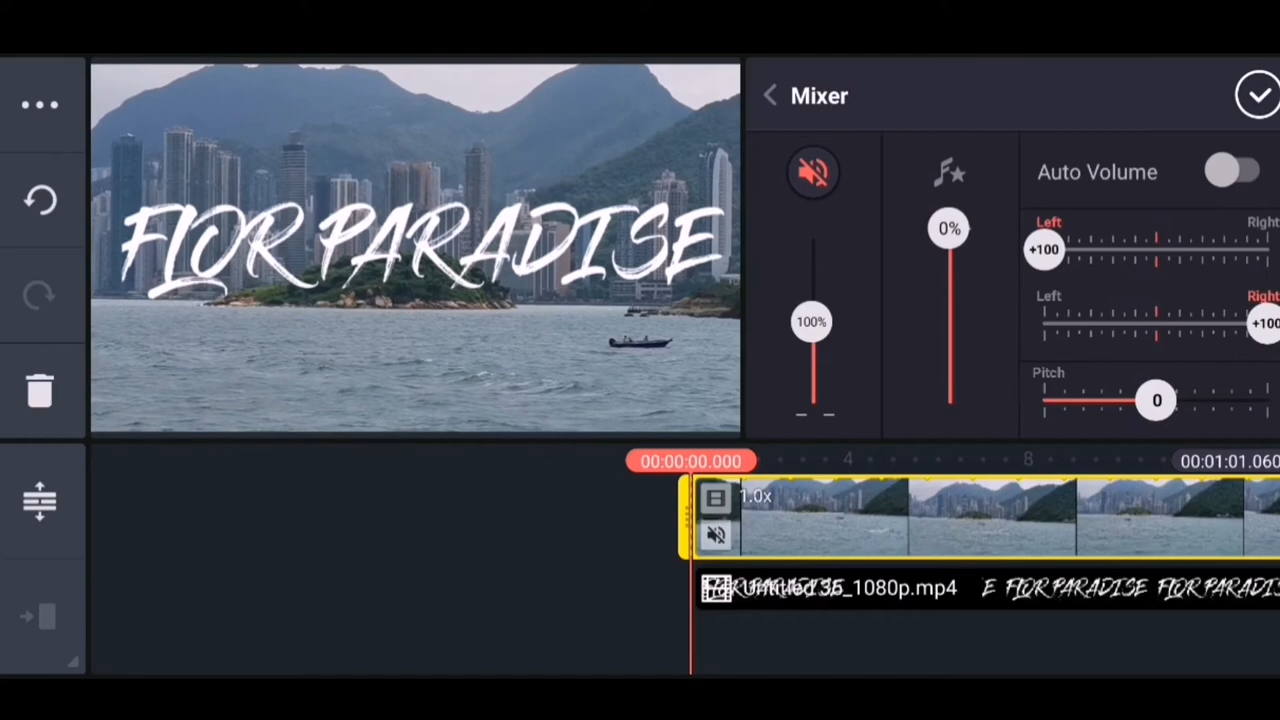 Mixer
FLOR PARADISE
Auto Volume
Left
Right
+100
0%
100%
Left
Right
+100
Pitch
0
00:00:00.000
4
8
00:01:01.060
1.0x
Untitled 35_1080p.mp4
E FLOR PARADISE FLOR PARADIS